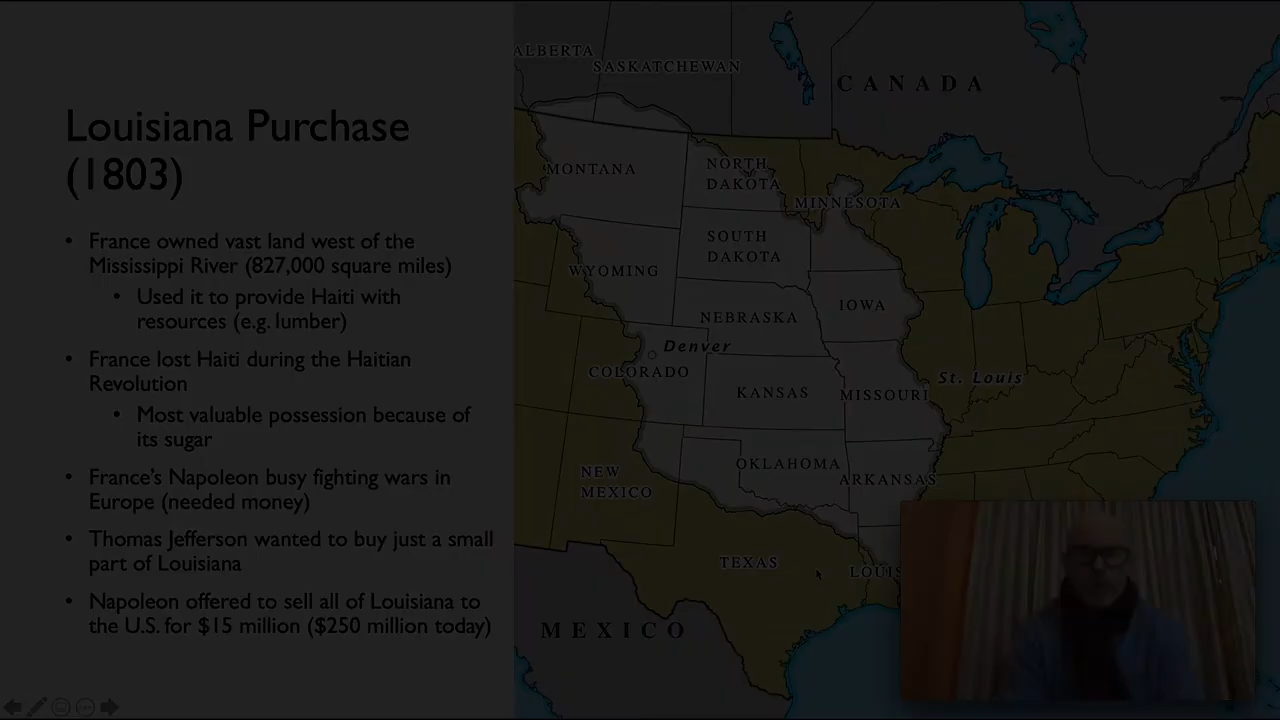 Louisiana Purchase
(1803)
• France owned vast land west of the
Mississippi River (827,000 square miles)
• Used it to provide Haiti with
resources (e.g. lumber)
• France lost Haiti during the Haitian
Revolution
• Most valuable possession because of
its sugar
• France's Napoleon busy fighting wars in
Europe (needed money)
• Thomas Jefferson wanted to buy just a small
part of Louisiana
• Napoleon offered to sell all of Louisiana to
the U.S. for $15 million ($250 million today)
ALBERTA
SASKATCHEWAN
CANADA
MONTANA
NORTH
DAKOTA
MINNESOTA
SOUTH
DAKOTA
WYOMING
IOWA
NEBRASKA
Denver
COLORADO
St. Louis
KANSAS
MISSOURI
OKLAHOMA
NEW
MEXICO
ARKANSAS
TEXAS
LOUIS
MEXICO